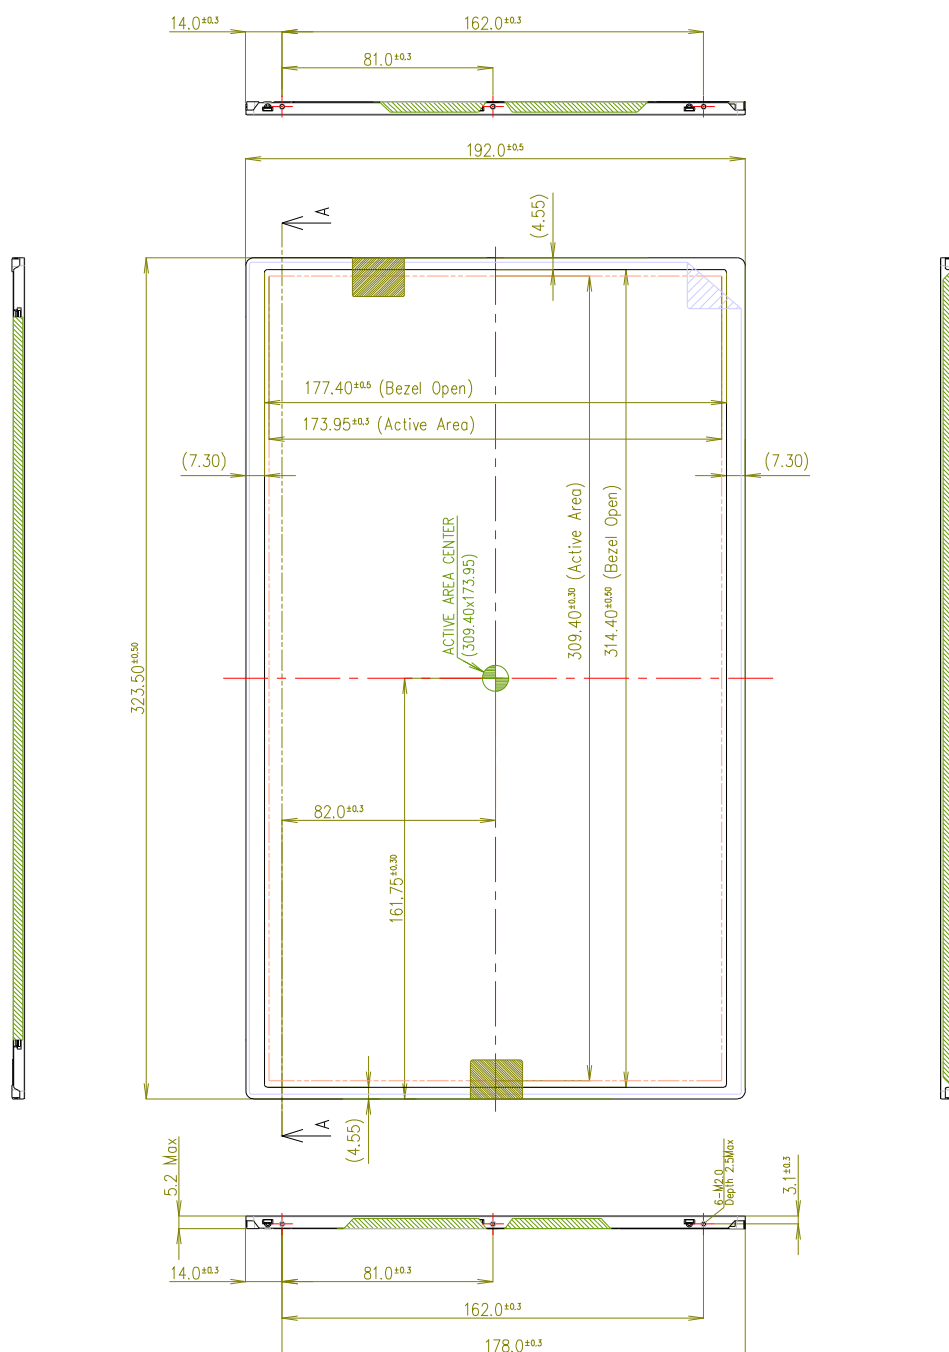 14.0±0.3
162.0±0.3
81.0±0.3
192.0±0.5
A
(4.55)
177.40±0.5 (Bezel Open)
173.95±0.3 (Active Area)
(7.30)
(7.30)
309.40±0.30 (Active Area)
314.40±0.50 (Bezel Open)
ACTIVE AREA CENTER
(309.40x173.95)
323.50±0.50
82.0±0.3
161.75±0.30
A
(4.55)
5.2 Max
6-M2.0
Depth 2.5Max
3.1±0.3
14.0±0.3
81.0±0.3
162.0±0.3
178.0±0.3